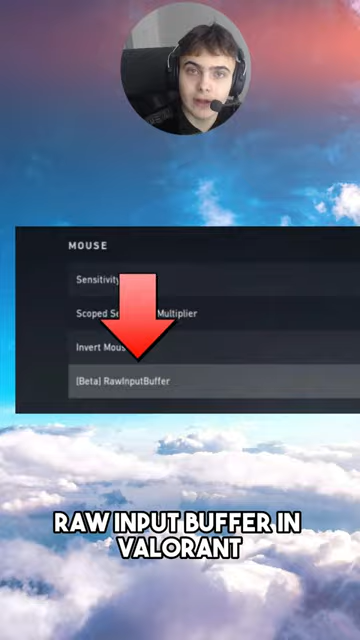 MOUSE
Sensitivity
Scoped Se Multiplier
Invert Mous
(Beta) RawInputBuffer
RAW INPUT BUFFER IN
VALORANT